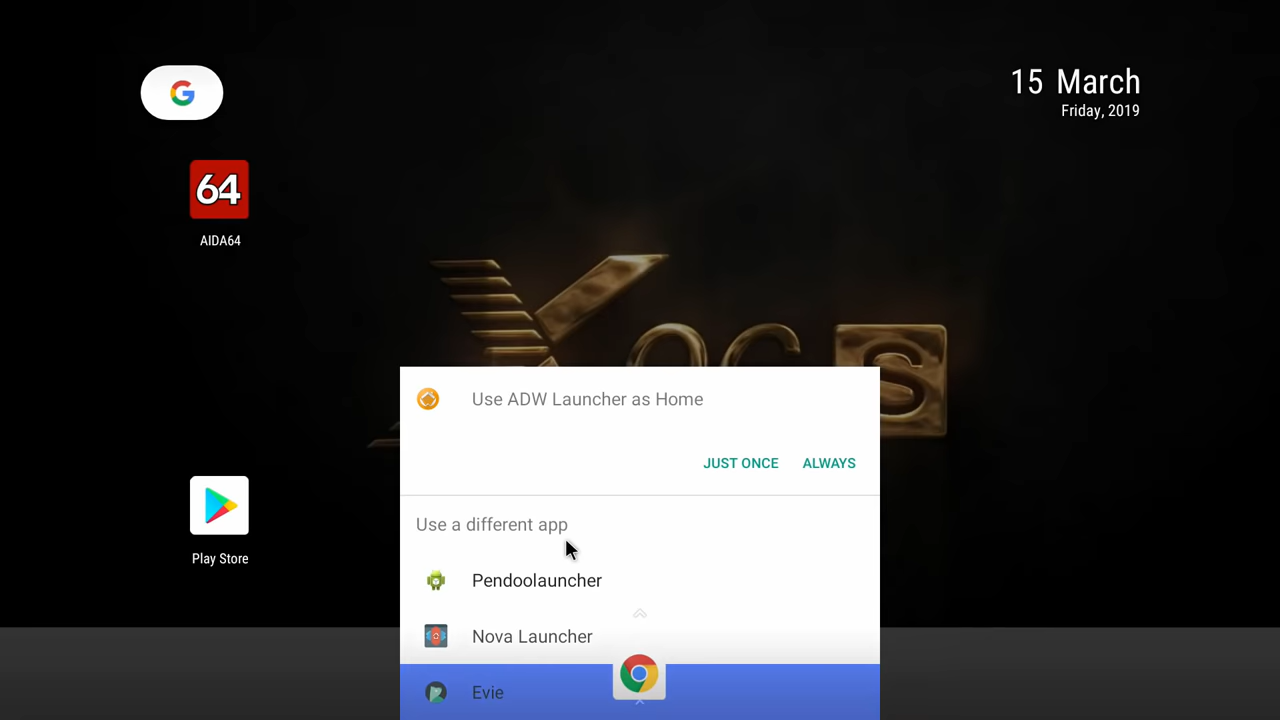 G
15 March
Friday, 2019
64
AIDA64
YOCS
Use ADW Launcher as Home
JUST ONCE ALWAYS
Use a different app
Pendoolauncher
Play Store
Nova Launcher
Evie